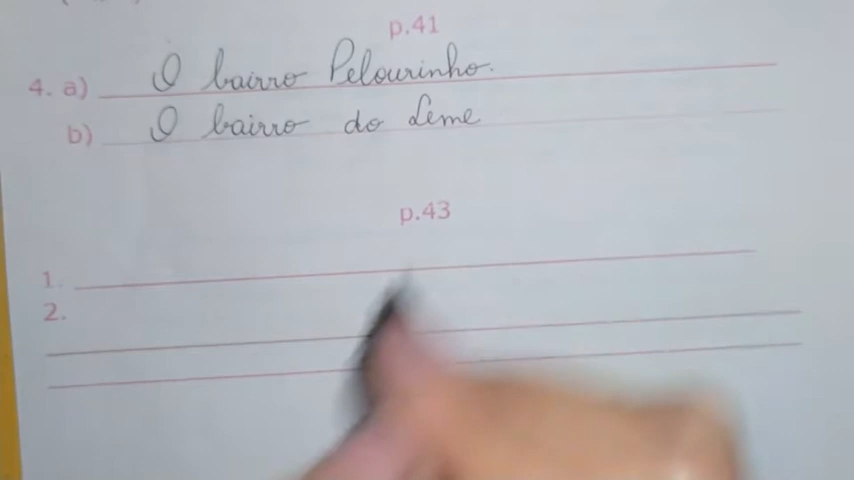 p.41
4. a) O bairro Pelourinho.
b) O bairro do Leme
p.43
1.
2.